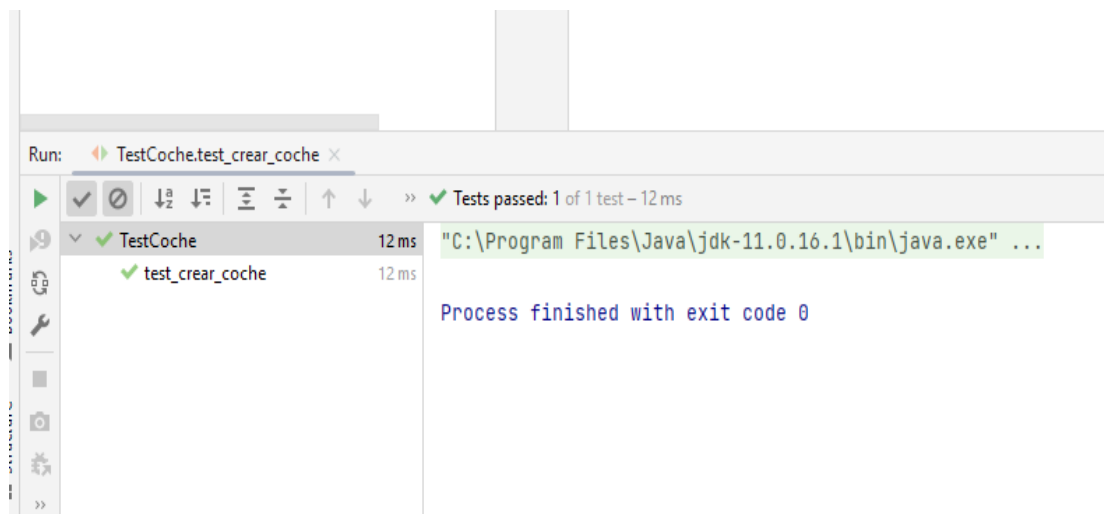 Run: TestCoche.test_crear_coche
Tests passed: 1 of 1 test – 12 ms
TestCoche 12 ms
test_crear_coche 12 ms
"C:\Program Files\Java\jdk-11.0.16.1\bin\java.exe" ...
Process finished with exit code 0